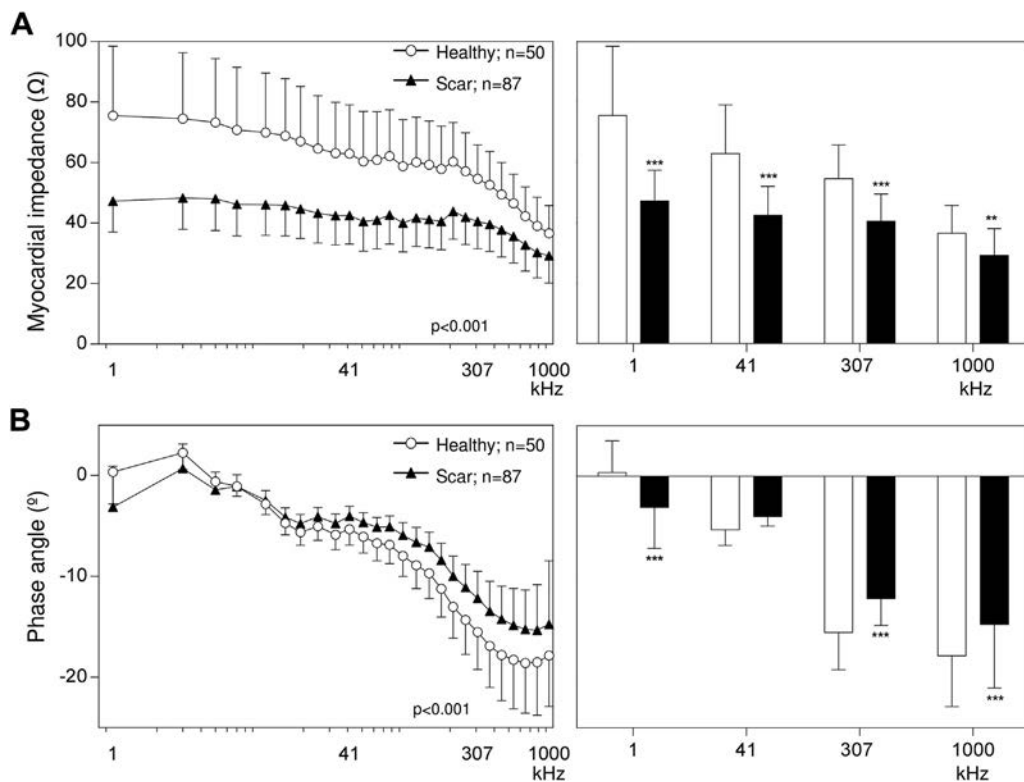 A
Myocardial impedance (Ω)
100
80
60
40
20
0
Healthy; n=50
Scar; n=87
p<0.001
1 41 307 1000
kHz
***
***
***
**
1 41 307 1000
kHz
B
Phase angle (º)
0
-10
-20
Healthy; n=50
Scar; n=87
p<0.001
1 41 307 1000
kHz
***
***
***
1 41 307 1000
kHz